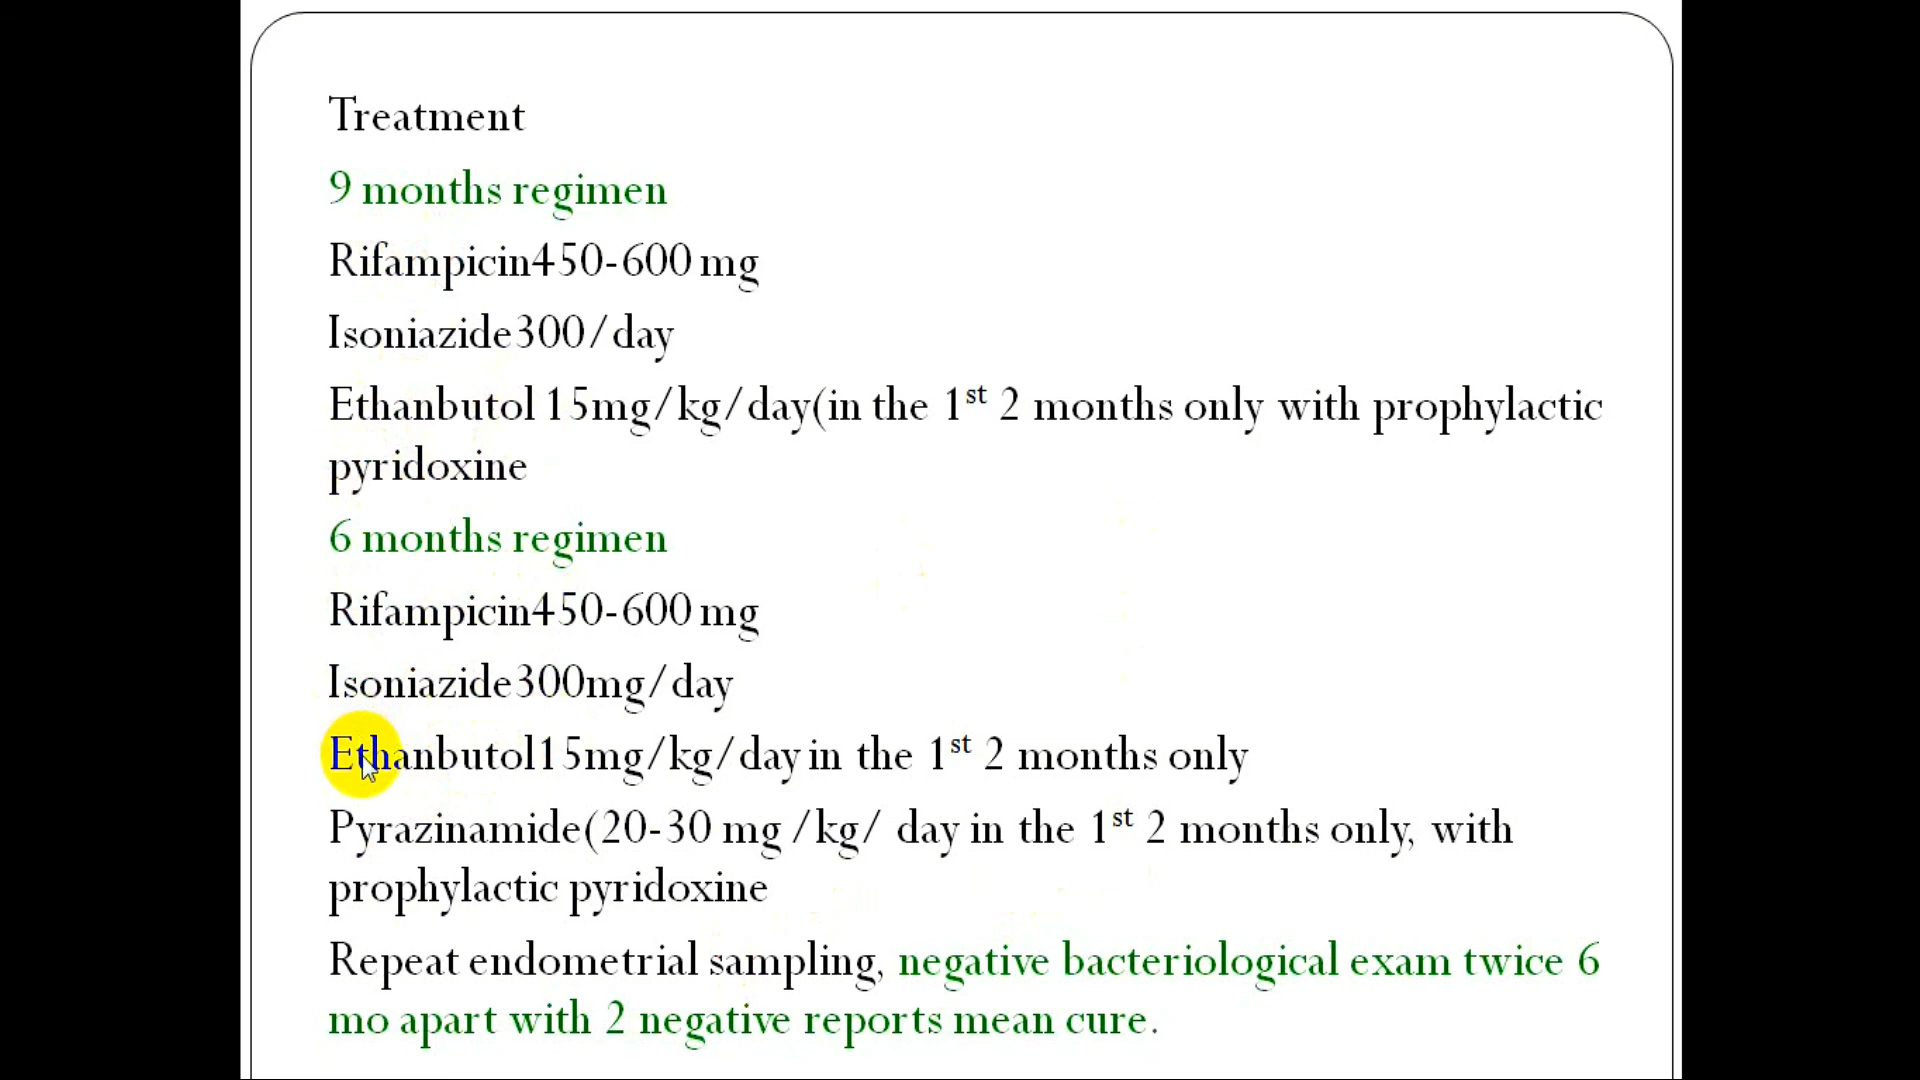 Treatment
9 months regimen
Rifampicin450-600 mg
Isoniazide300/day
Ethanbutol 15mg/kg/day(in the 1st 2 months only with prophylactic
pyridoxine
6 months regimen
Rifampicin450-600 mg
Isoniazide300mg/day
Ethanbutol15mg/kg/day in the 1st 2 months only
Pyrazinamide(20-30 mg /kg/ day in the 1st 2 months only, with
prophylactic pyridoxine
Repeat endometrial sampling, negative bacteriological exam twice 6
mo apart with 2 negative reports mean cure.